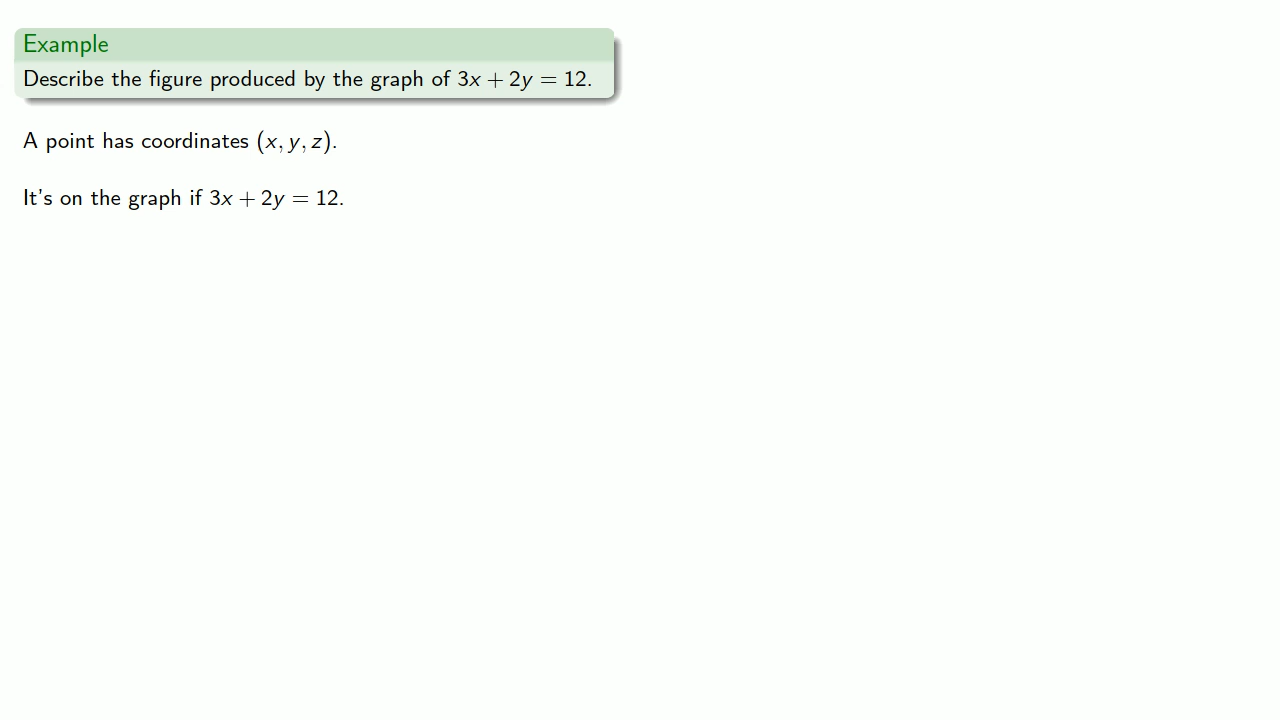 Example
Describe the figure produced by the graph of 3x + 2y = 12.
A point has coordinates (x, y, z).
It's on the graph if 3x + 2y = 12.